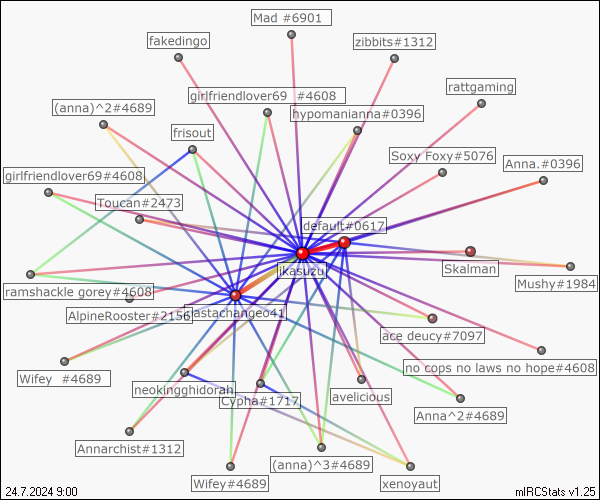 Mad #6901
fakedingo
zibbits#1312
rattgaming
girlfriendlover69  #4608
(anna)^2#4689
hypomanianna#0396
frisout
Soxy Foxy#5076
Anna.#0396
girlfriendlover69#4608
Toucan#2473
default#0617
jkasuzu
Skalman
Mushy#1984
ramshackle gorey#4608
AlpineRooster#2156
rastachangeo41
ace deucy#7097
no cops no laws no hope#4608
Wifey  #4689
neokingghidorah
Cypha#1717
avelicious
Anna^2#4689
Annarchist#1312
(anna)^3#4689
Wifey#4689
xenoyaut
24.7.2024 9:00
mIRCStats v1.25